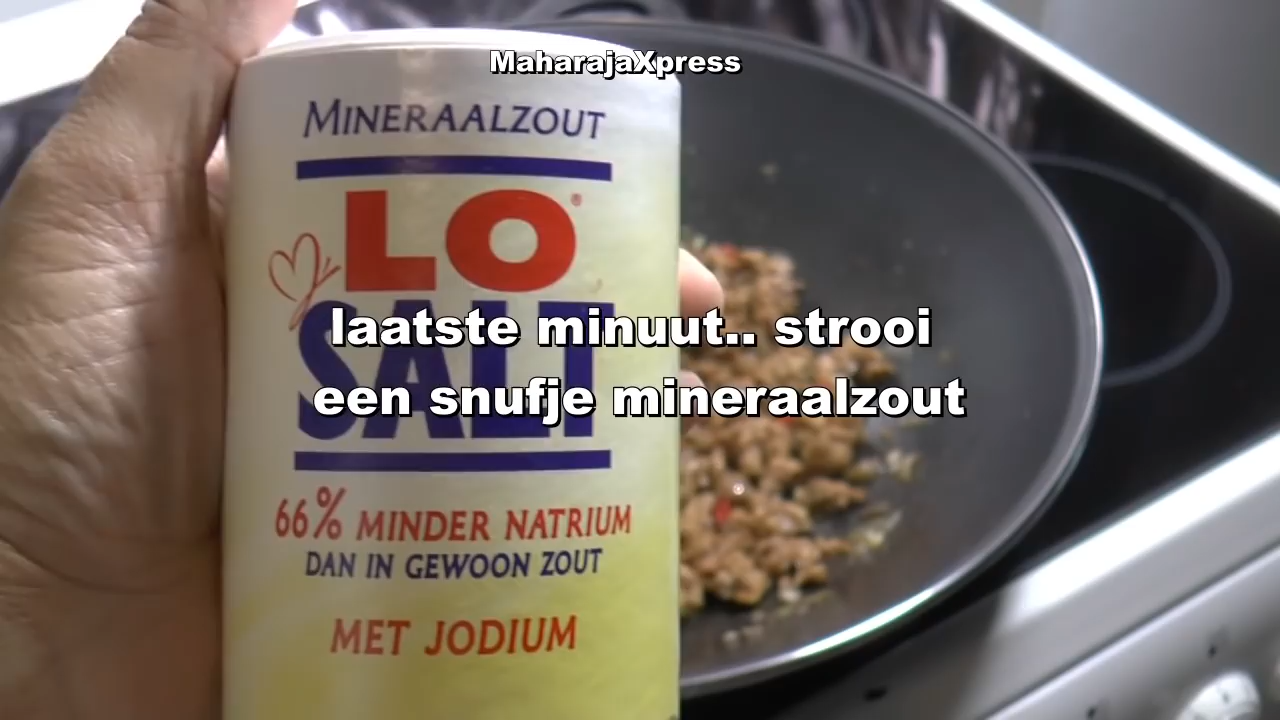 MaharajaXpress
MINERAALZOUT
LO®
SALT
laatste minuut.. strooi
een snufje mineraalzout
66% MINDER NATRIUM
DAN IN GEWOON ZOUT
MET JODIUM